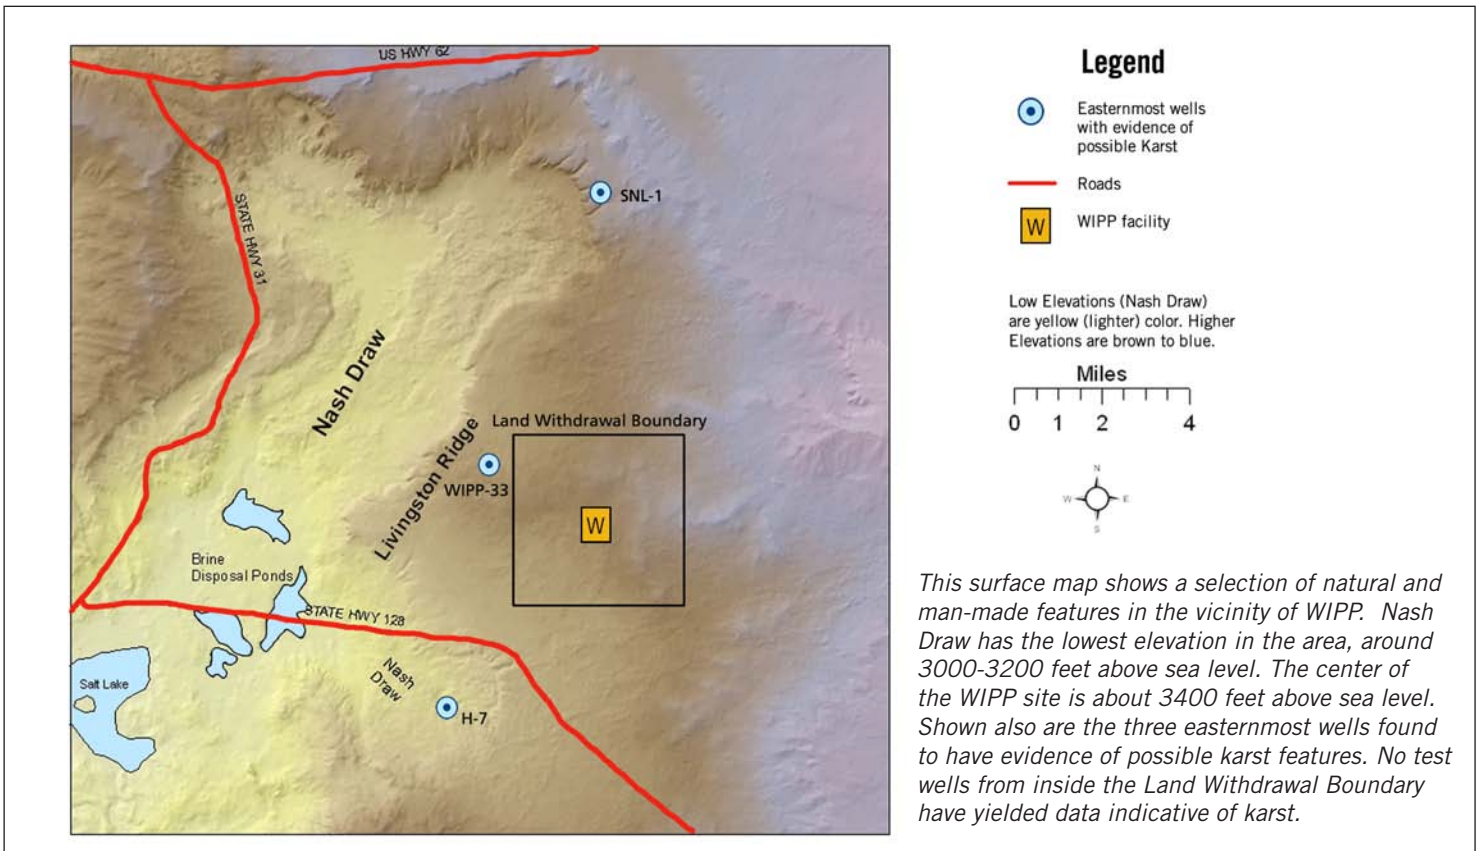 US HWY 62
STATE HWY 31
SNL-1
Nash Draw
Land Withdrawal Boundary
Livingston Ridge
WIPP-33
W
Brine
Disposal Ponds
STATE HWY 128
Salt Lake
Nash
Draw
H-7
Legend
Easternmost wells
with evidence of
possible Karst
Roads
W
WIPP facility
Low Elevations (Nash Draw)
are yellow (lighter) color. Higher
Elevations are brown to blue.
Miles
0 1 2 4
N
W E
S
This surface map shows a selection of natural and
man-made features in the vicinity of WIPP. Nash
Draw has the lowest elevation in the area, around
3000-3200 feet above sea level. The center of
the WIPP site is about 3400 feet above sea level.
Shown also are the three easternmost wells found
to have evidence of possible karst features. No test
wells from inside the Land Withdrawal Boundary
have yielded data indicative of karst.